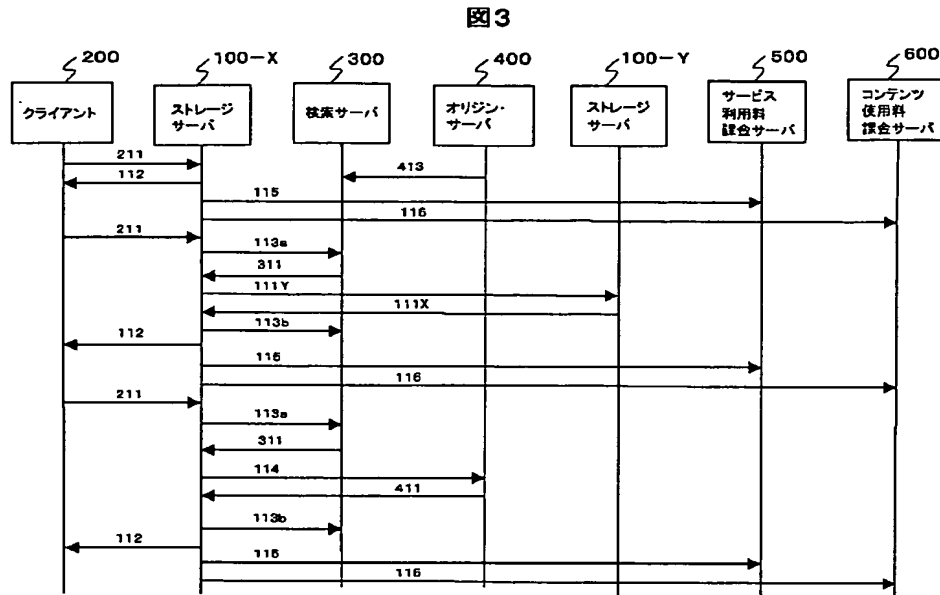 図3
200
100-X
300
400
100-Y
500
600
クライアント
ストレージ
サーバ
検索サーバ
オリジン・
サーバ
ストレージ
サーバ
サービス
利用料
課金サーバ
コンテンツ
使用料
課金サーバ
211
413
112
115
116
211
113a
311
111Y
111X
113b
112
115
116
211
113a
311
114
411
113b
112
115
116